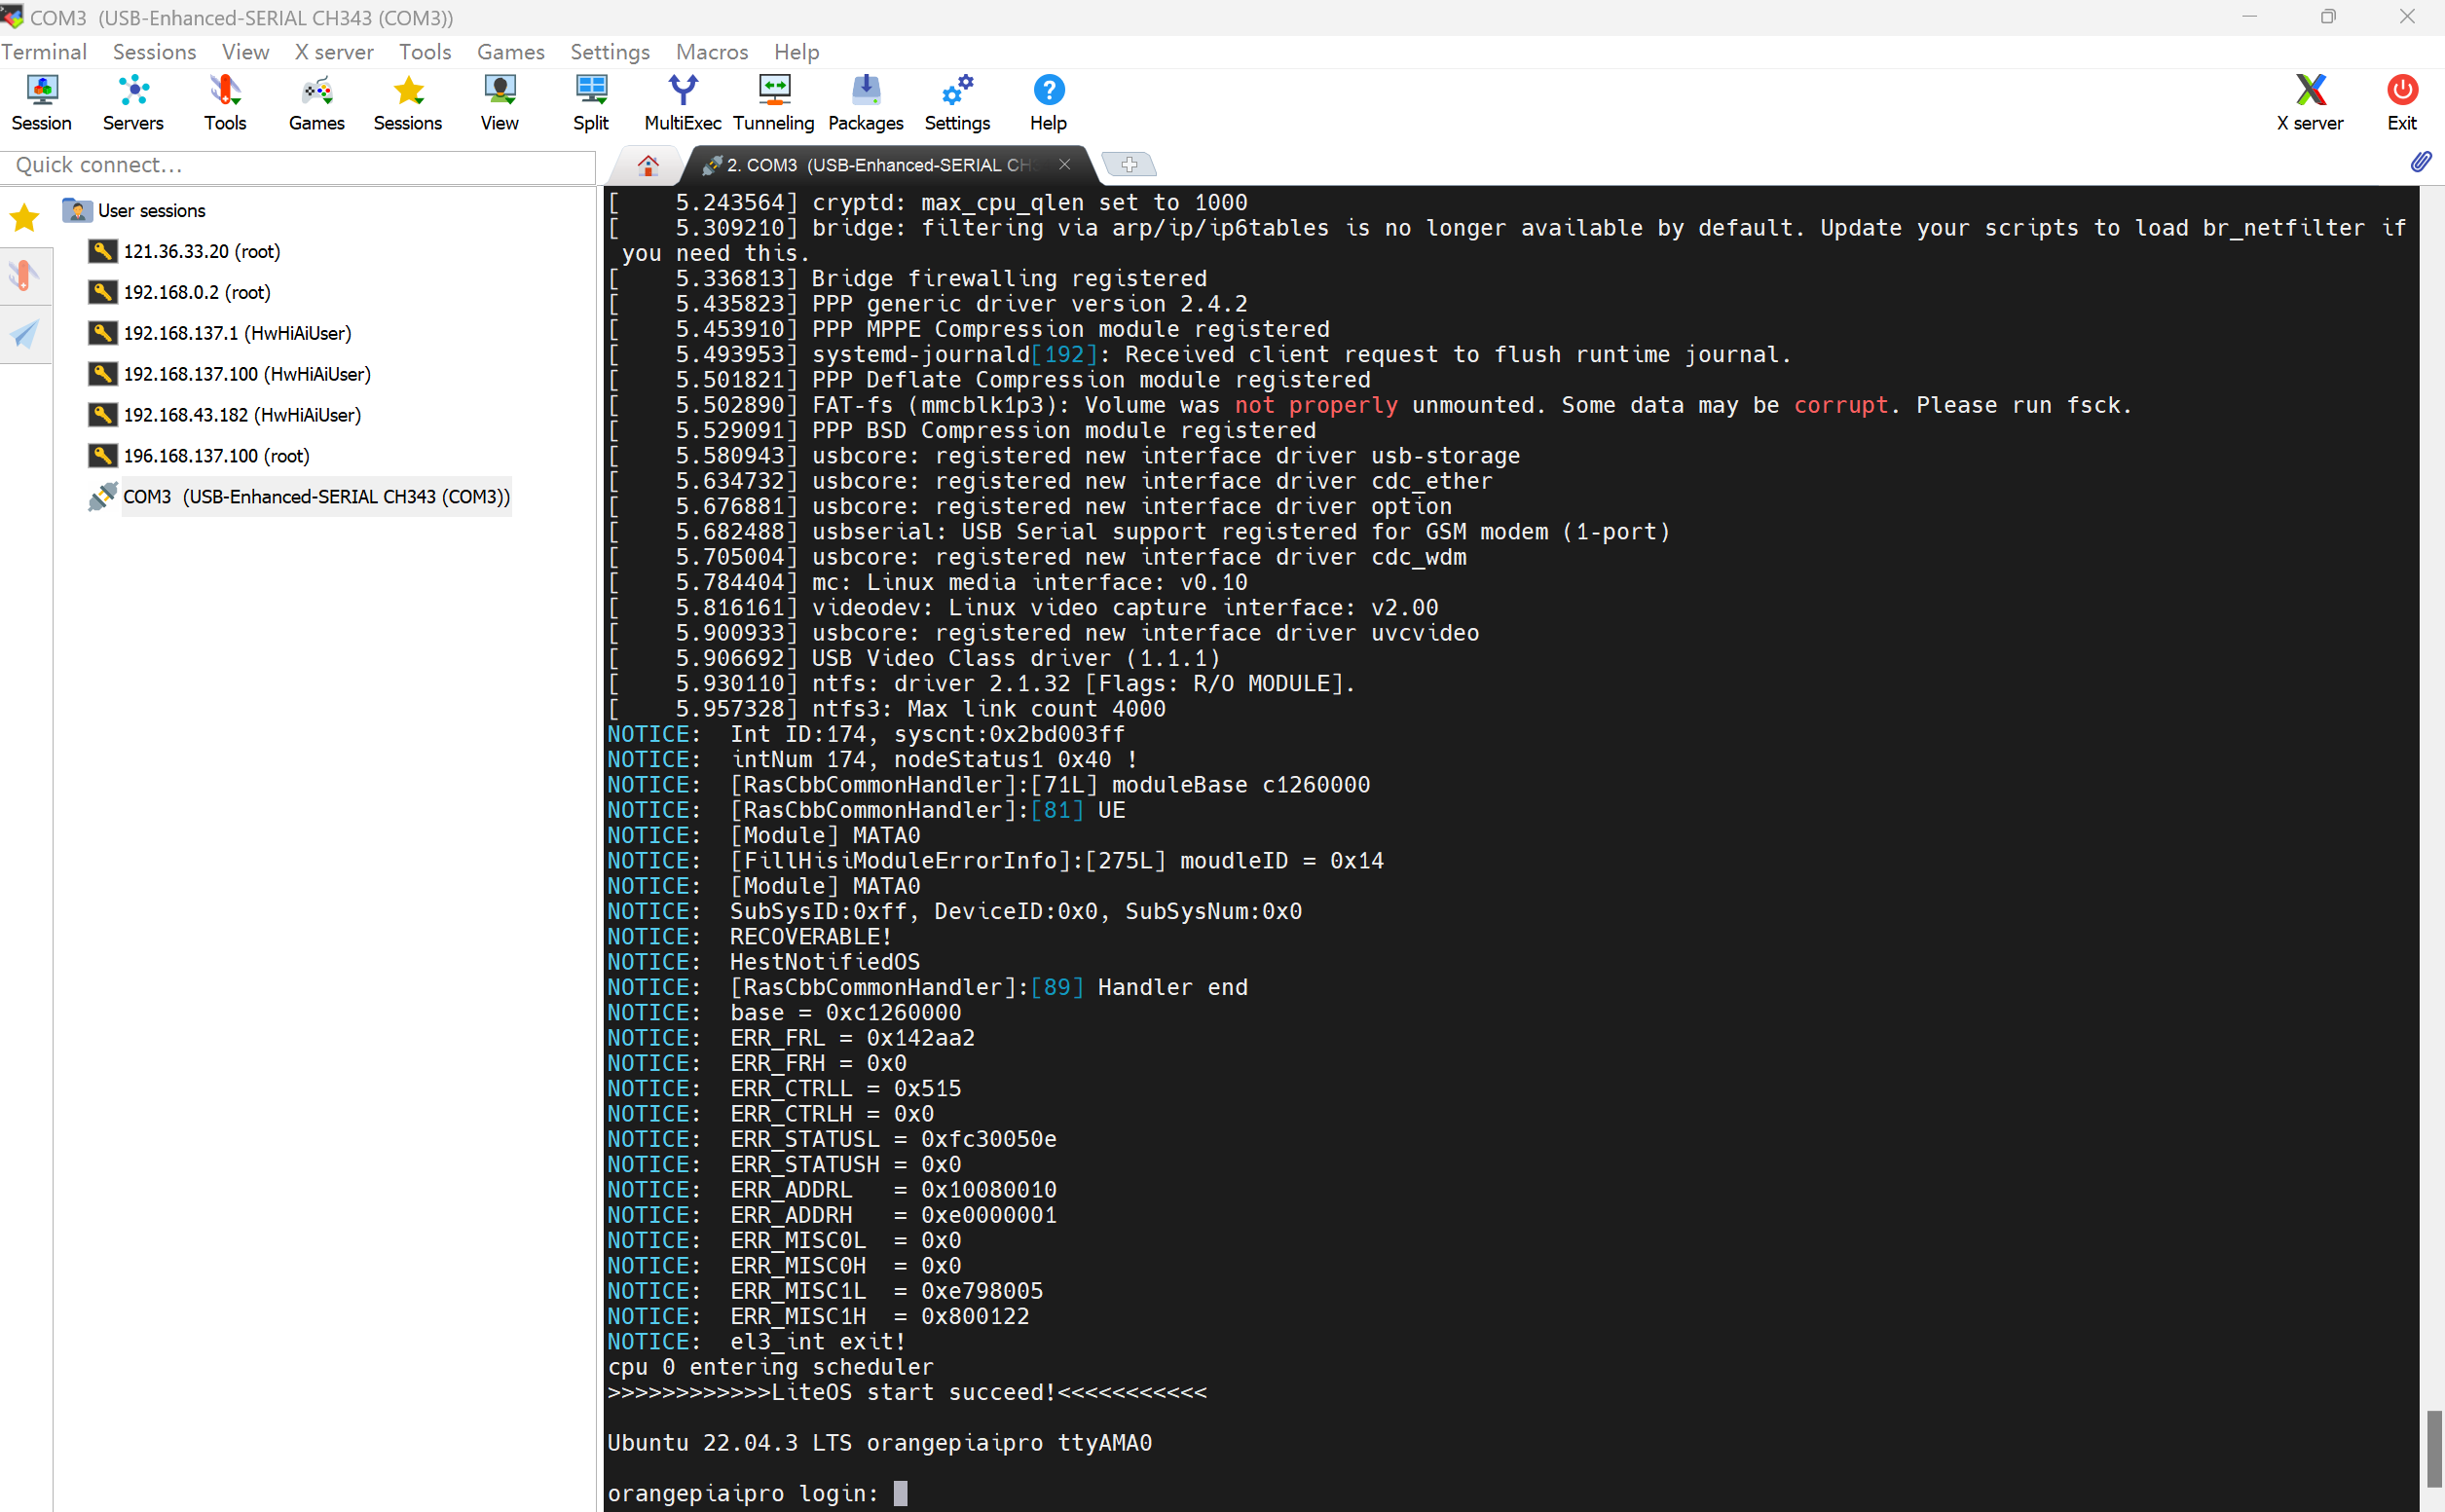 COM3  (USB-Enhanced-SERIAL CH343 (COM3))
Terminal Sessions View X server Tools Games Settings Macros Help
Session Servers Tools Games Sessions View Split MultiExec Tunneling Packages Settings Help X server Exit
Quick connect...
2. COM3  (USB-Enhanced-SERIAL CH
User sessions
121.36.33.20 (root)
192.168.0.2 (root)
192.168.137.1 (HwHiAiUser)
192.168.137.100 (HwHiAiUser)
192.168.43.182 (HwHiAiUser)
196.168.137.100 (root)
COM3  (USB-Enhanced-SERIAL CH343 (COM3))
[    5.243564] cryptd: max_cpu_qlen set to 1000
[    5.309210] bridge: filtering via arp/ip/ip6tables is no longer available by default. Update your scripts to load br_netfilter if
 you need this.
[    5.336813] Bridge firewalling registered
[    5.435823] PPP generic driver version 2.4.2
[    5.453910] PPP MPPE Compression module registered
[    5.493953] systemd-journald[192]: Received client request to flush runtime journal.
[    5.501821] PPP Deflate Compression module registered
[    5.502890] FAT-fs (mmcblk1p3): Volume was not properly unmounted. Some data may be corrupt. Please run fsck.
[    5.529091] PPP BSD Compression module registered
[    5.580943] usbcore: registered new interface driver usb-storage
[    5.634732] usbcore: registered new interface driver cdc_ether
[    5.676881] usbcore: registered new interface driver option
[    5.682488] usbserial: USB Serial support registered for GSM modem (1-port)
[    5.705004] usbcore: registered new interface driver cdc_wdm
[    5.784404] mc: Linux media interface: v0.10
[    5.816161] videodev: Linux video capture interface: v2.00
[    5.900933] usbcore: registered new interface driver uvcvideo
[    5.906692] USB Video Class driver (1.1.1)
[    5.930110] ntfs: driver 2.1.32 [Flags: R/O MODULE].
[    5.957328] ntfs3: Max link count 4000
NOTICE:  Int ID:174, syscnt:0x2bd003ff
NOTICE:  intNum 174, nodeStatus1 0x40 !
NOTICE:  [RasCbbCommonHandler]:[71L] moduleBase c1260000
NOTICE:  [RasCbbCommonHandler]:[81] UE
NOTICE:  [Module] MATA0
NOTICE:  [FillHisiModuleErrorInfo]:[275L] moudleID = 0x14
NOTICE:  [Module] MATA0
NOTICE:  SubSysID:0xff, DeviceID:0x0, SubSysNum:0x0
NOTICE:  RECOVERABLE!
NOTICE:  HestNotifiedOS
NOTICE:  [RasCbbCommonHandler]:[89] Handler end
NOTICE:  base = 0xc1260000
NOTICE:  ERR_FRL = 0x142aa2
NOTICE:  ERR_FRH = 0x0
NOTICE:  ERR_CTRLL = 0x515
NOTICE:  ERR_CTRLH = 0x0
NOTICE:  ERR_STATUSL = 0xfc30050e
NOTICE:  ERR_STATUSH = 0x0
NOTICE:  ERR_ADDRL   = 0x10080010
NOTICE:  ERR_ADDRH   = 0xe0000001
NOTICE:  ERR_MISC0L  = 0x0
NOTICE:  ERR_MISC0H  = 0x0
NOTICE:  ERR_MISC1L  = 0xe798005
NOTICE:  ERR_MISC1H  = 0x800122
NOTICE:  el3_int exit!
cpu 0 entering scheduler
>>>>>>>>>>>>LiteOS start succeed!<<<<<<<<<<<
Ubuntu 22.04.3 LTS orangepiaipro ttyAMA0
orangepiaipro login: